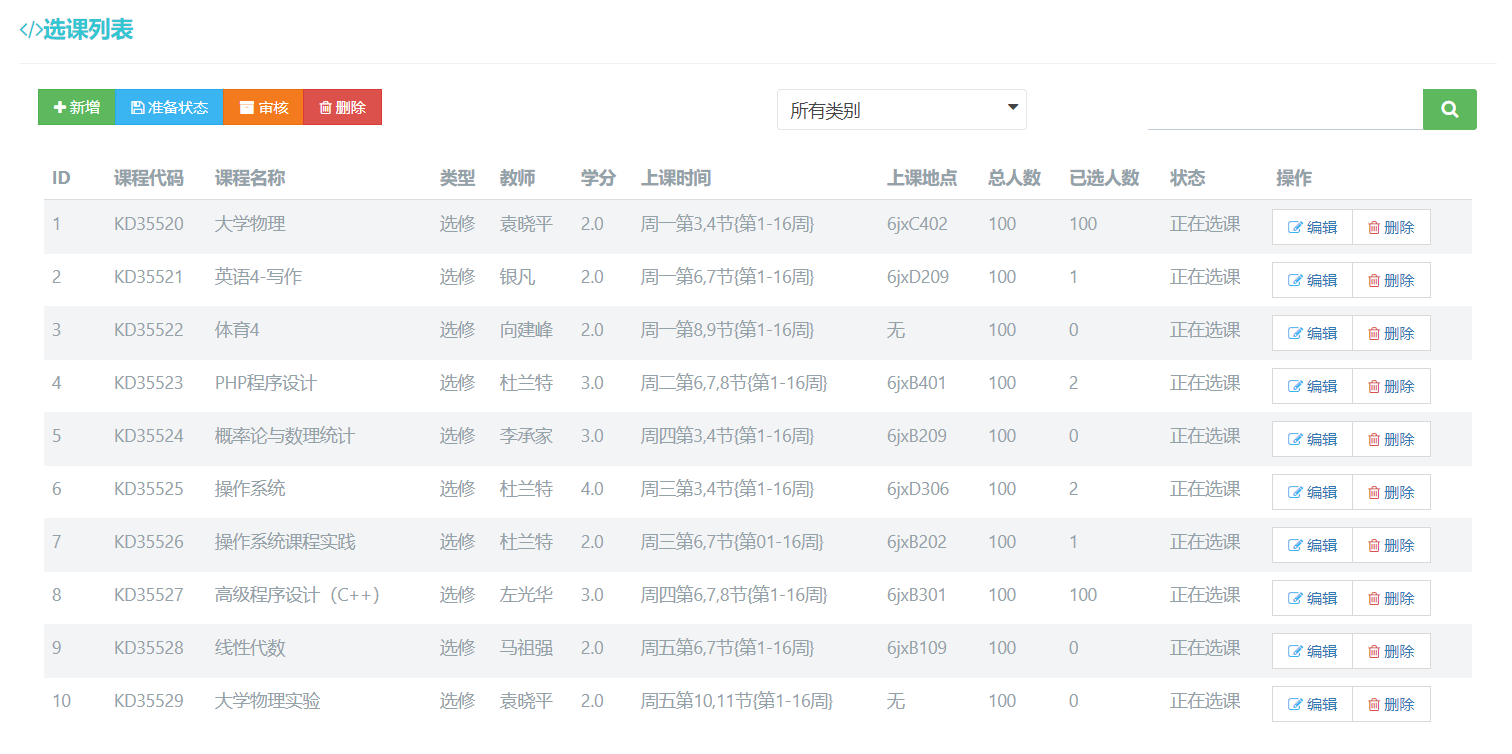 </>选课列表
新增 准备状态 审核 删除 所有类别
ID 课程代码 课程名称 类型 教师 学分 上课时间 上课地点 总人数 已选人数 状态 操作
1 KD35520 大学物理 选修 袁晓平 2.0 周一第3,4节{第1-16周} 6jxC402 100 100 正在选课 编辑 删除
2 KD35521 英语4-写作 选修 银凡 2.0 周一第6,7节{第1-16周} 6jxD209 100 1 正在选课 编辑 删除
3 KD35522 体育4 选修 向建峰 2.0 周一第8,9节{第1-16周} 无 100 0 正在选课 编辑 删除
4 KD35523 PHP程序设计 选修 杜兰特 3.0 周二第6,7,8节{第1-16周} 6jxB401 100 2 正在选课 编辑 删除
5 KD35524 概率论与数理统计 选修 李承家 3.0 周四第3,4节{第1-16周} 6jxB209 100 0 正在选课 编辑 删除
6 KD35525 操作系统 选修 杜兰特 4.0 周三第3,4节{第1-16周} 6jxD306 100 2 正在选课 编辑 删除
7 KD35526 操作系统课程实践 选修 杜兰特 2.0 周三第6,7节{第01-16周} 6jxB202 100 1 正在选课 编辑 删除
8 KD35527 高级程序设计（C++） 选修 左光华 3.0 周四第6,7,8节{第1-16周} 6jxB301 100 100 正在选课 编辑 删除
9 KD35528 线性代数 选修 马祖强 2.0 周五第6,7节{第1-16周} 6jxB109 100 0 正在选课 编辑 删除
10 KD35529 大学物理实验 选修 袁晓平 2.0 周五第10,11节{第1-16周} 无 100 0 正在选课 编辑 删除